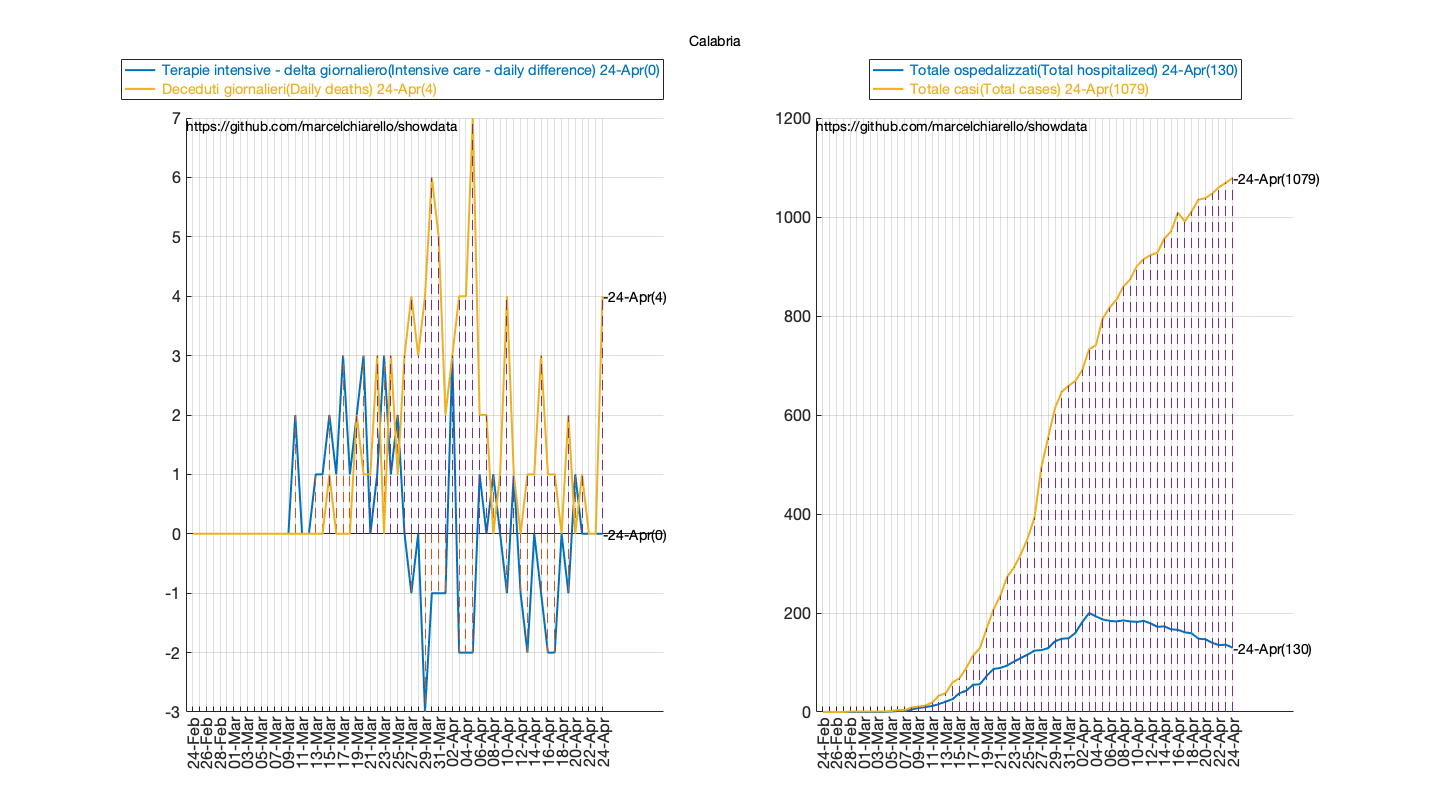 Calabria
Terapie intensive - delta giornaliero(Intensive care - daily difference) 24-Apr(0)
Deceduti giornalieri(Daily deaths) 24-Apr(4)
https://github.com/marcelchiarello/showdata
7
6
5
4
3
2
1
0
-1
-2
-3
-24-Apr(4)
-24-Apr(0)
24-Feb
26-Feb
28-Feb
01-Mar
03-Mar
05-Mar
07-Mar
09-Mar
11-Mar
13-Mar
15-Mar
17-Mar
19-Mar
21-Mar
23-Mar
25-Mar
27-Mar
29-Mar
31-Mar
02-Apr
04-Apr
06-Apr
08-Apr
10-Apr
12-Apr
14-Apr
16-Apr
18-Apr
20-Apr
22-Apr
24-Apr
Totale ospedalizzati(Total hospitalized) 24-Apr(130)
Totale casi(Total cases) 24-Apr(1079)
https://github.com/marcelchiarello/showdata
1200
1000
800
600
400
200
0
-24-Apr(1079)
-24-Apr(130)
24-Feb
26-Feb
28-Feb
01-Mar
03-Mar
05-Mar
07-Mar
09-Mar
11-Mar
13-Mar
15-Mar
17-Mar
19-Mar
21-Mar
23-Mar
25-Mar
27-Mar
29-Mar
31-Mar
02-Apr
04-Apr
06-Apr
08-Apr
10-Apr
12-Apr
14-Apr
16-Apr
18-Apr
20-Apr
22-Apr
24-Apr